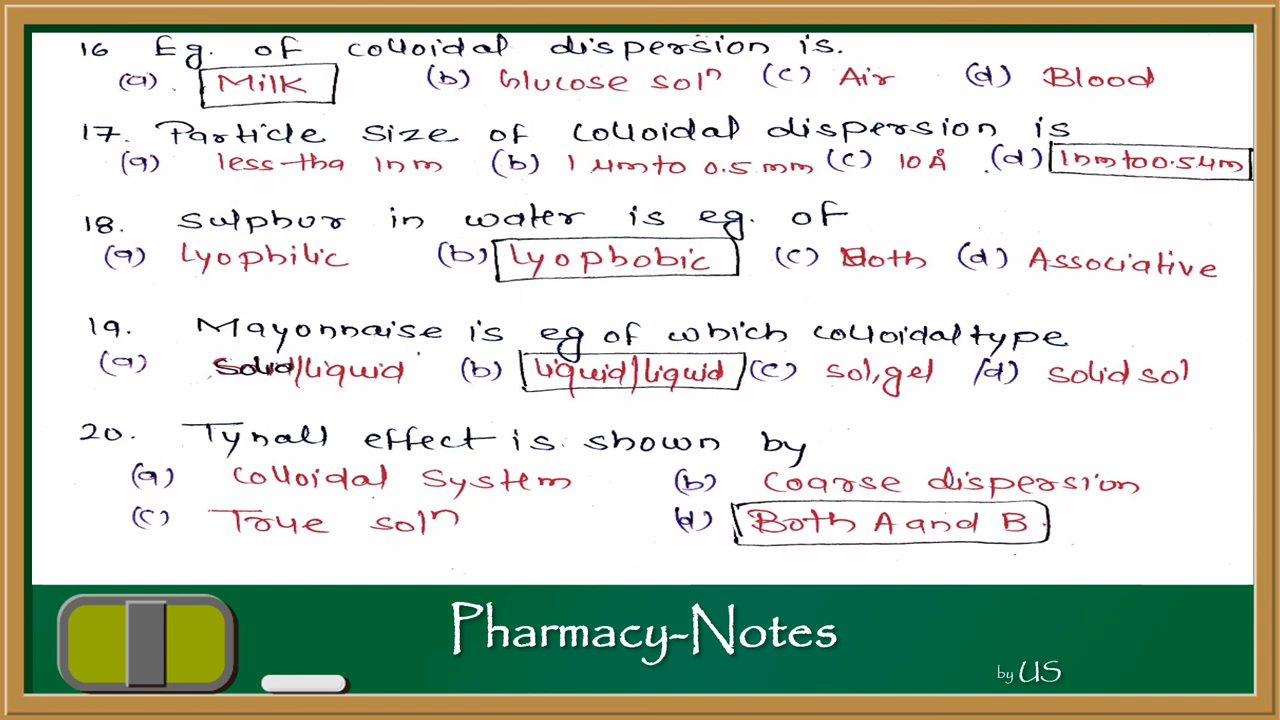 16 Eg. of colloidal dispersion is.
(a). Milk (b) Glucose solⁿ (c) Air (d) Blood
17. Particle size of colloidal dispersion is
(a) less-tha 1nm (b) 1 µm to 0.5 mm (c) 10 Å (d) 1nm to 0.5 µm
18. Sulphur in water is eg. of
(a) Lyophilic (b) Lyophobic (c) Both (d) Associative
19. Mayonnaise is eg of which colloidal type
(a) Solid/liquid (b) Liquid/liquid (c) sol, gel (d) solid sol
20. Tynall effect is shown by
(a) Colloidal System (b) Coarse dispersion
(c) True solⁿ (d) Both A and B.
Pharmacy-Notes
by US